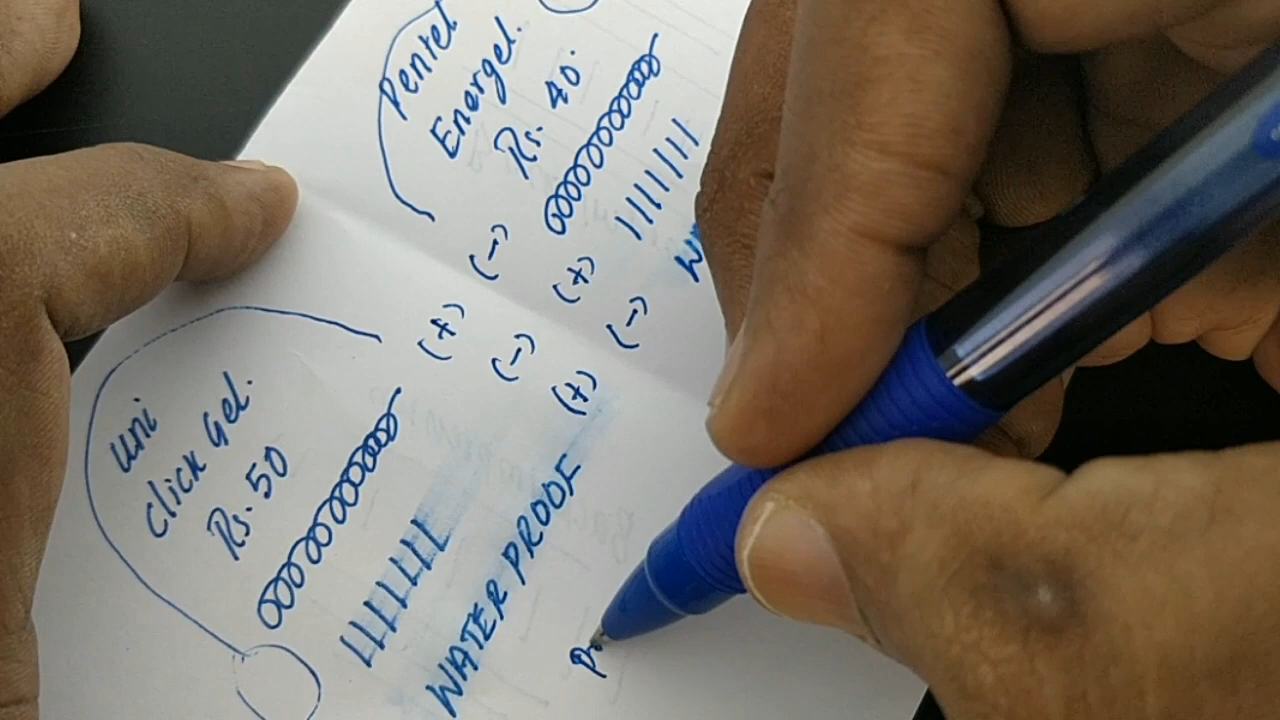 Pentel
Energel.
Rs. 40.
(-)
(+)
(-)
(+)
(-)
(+)
uni
Click Gel.
Rs. 50
WATER PROOF